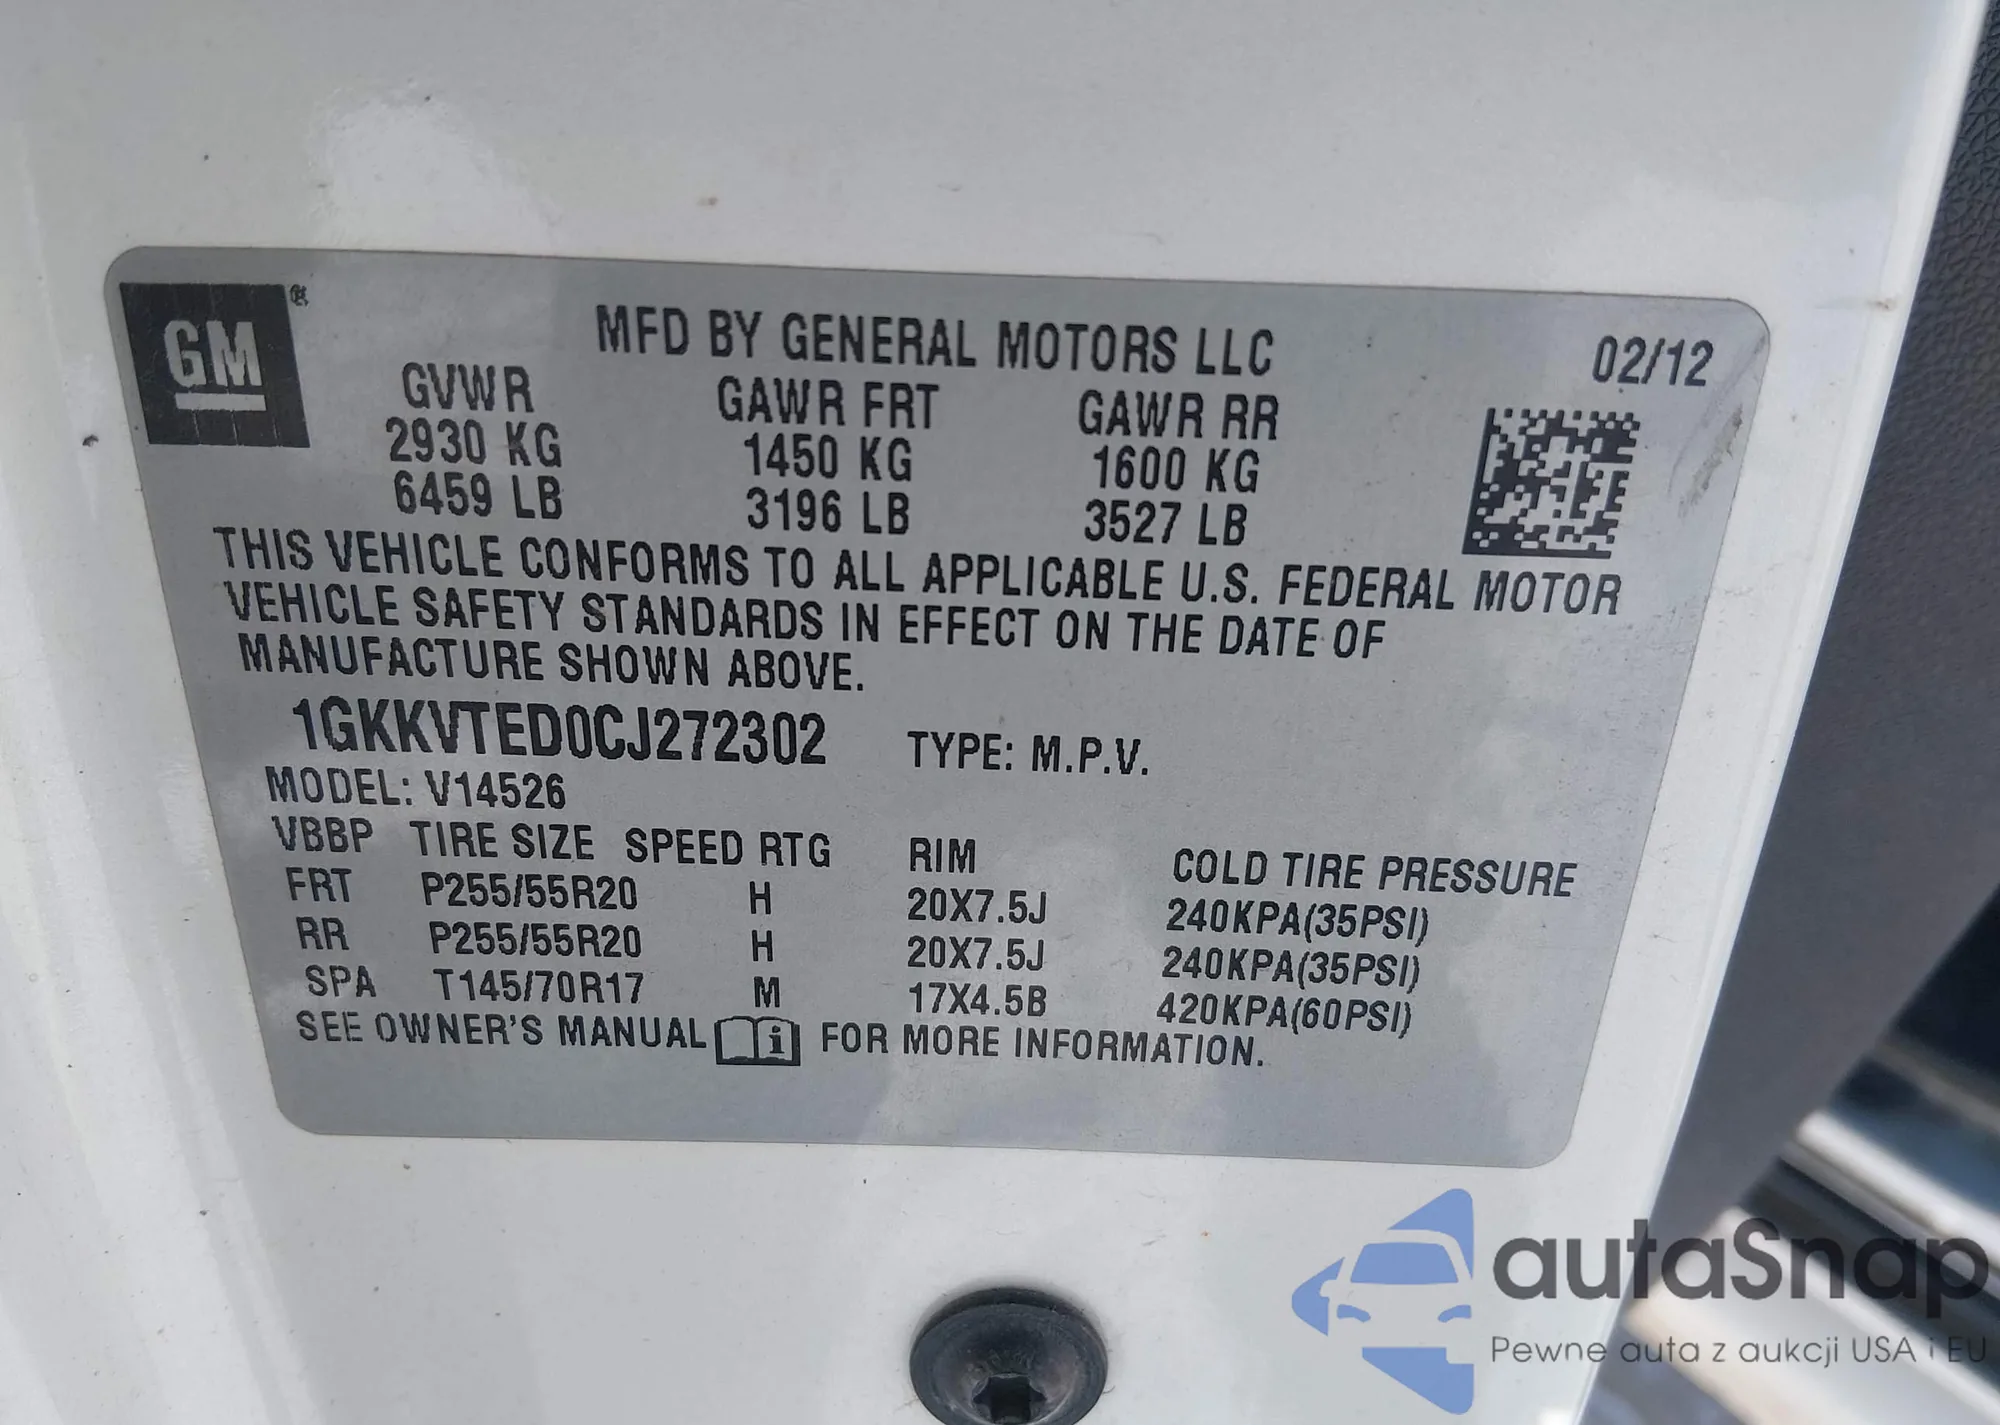 GM ®
MFD BY GENERAL MOTORS LLC 02/12
GVWR GAWR FRT GAWR RR
2930 KG 1450 KG 1600 KG
6459 LB 3196 LB 3527 LB
THIS VEHICLE CONFORMS TO ALL APPLICABLE U.S. FEDERAL MOTOR
VEHICLE SAFETY STANDARDS IN EFFECT ON THE DATE OF
MANUFACTURE SHOWN ABOVE.
1GKKVTED0CJ272302 TYPE: M.P.V.
MODEL: V14526
VBBP TIRE SIZE SPEED RTG RIM COLD TIRE PRESSURE
FRT P255/55R20 H 20X7.5J 240KPA(35PSI)
RR P255/55R20 H 20X7.5J 240KPA(35PSI)
SPA T145/70R17 M 17X4.5B 420KPA(60PSI)
SEE OWNER'S MANUAL i FOR MORE INFORMATION.
autaSnap
Pewne auta z aukcji USA i EU